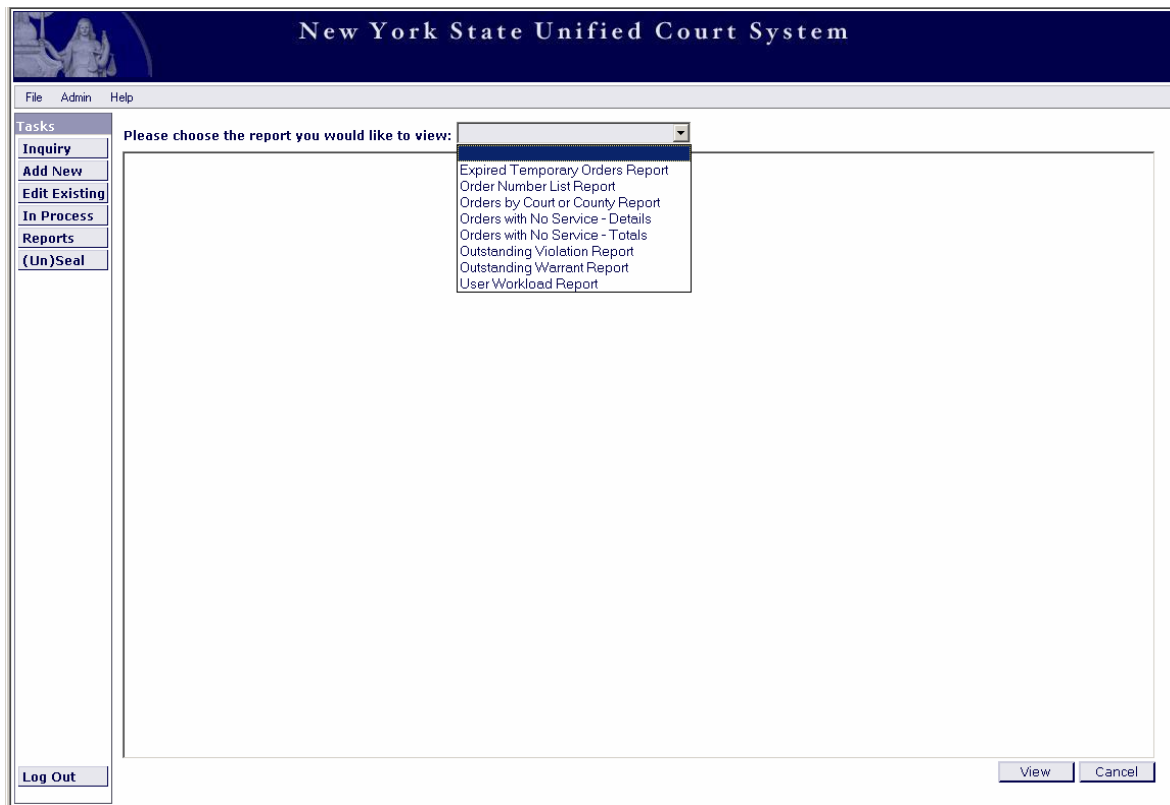 New York State Unified Court System
File Admin Help
Tasks
Inquiry
Add New
Edit Existing
In Process
Reports
(Un)Seal
Log Out
Please choose the report you would like to view:
Expired Temporary Orders Report
Order Number List Report
Orders by Court or County Report
Orders with No Service - Details
Orders with No Service - Totals
Outstanding Violation Report
Outstanding Warrant Report
User Workload Report
View Cancel